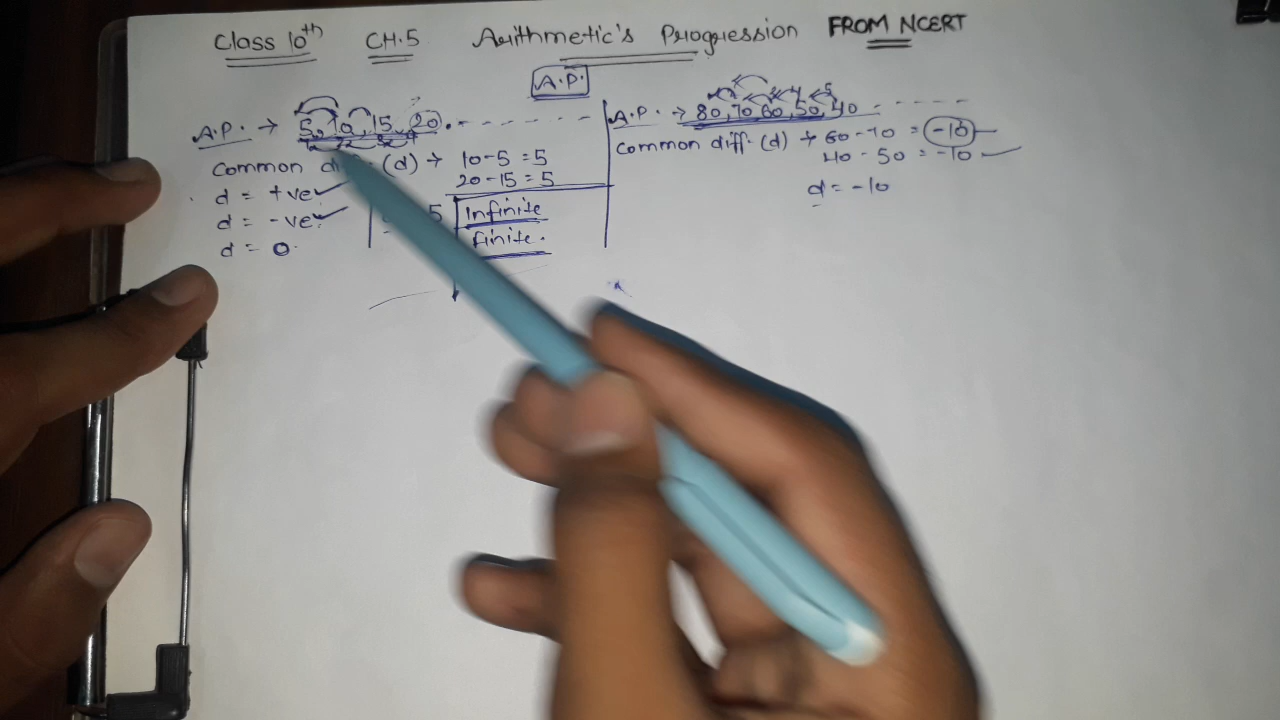 Class 10th CH.5 Arithmetic's Progression FROM NCERT
A.P.
A.P. → 5, 10, 15, 20. - - - - - -
Common (d) → 10-5 = 5
20-15 = 5
d = +ve
d = -ve
d = 0.
5
Infinite
Finite.
A.P. → 80, 70, 60, 50, 40 - - - - - -
Common diff. (d) → 60-70 = -10
40-50 = -10
d = -10